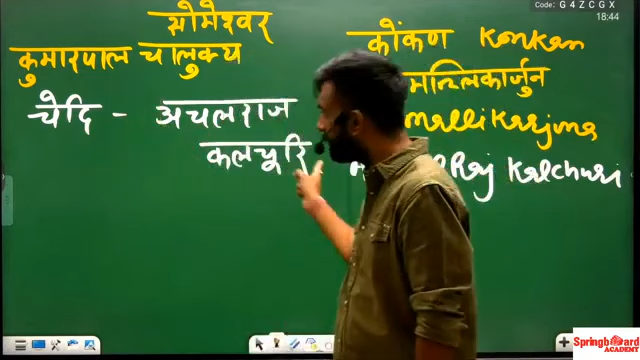 Code: G4ZCGX
18:44
सोमेश्वर
कुमारपाल चालुक्य
कोंकण Konkan
मल्लिकार्जुन
mallikarjuna
चेदि - अचलराज
कलचूरि
Raj Kalchuri
Springboard
ACADEMY